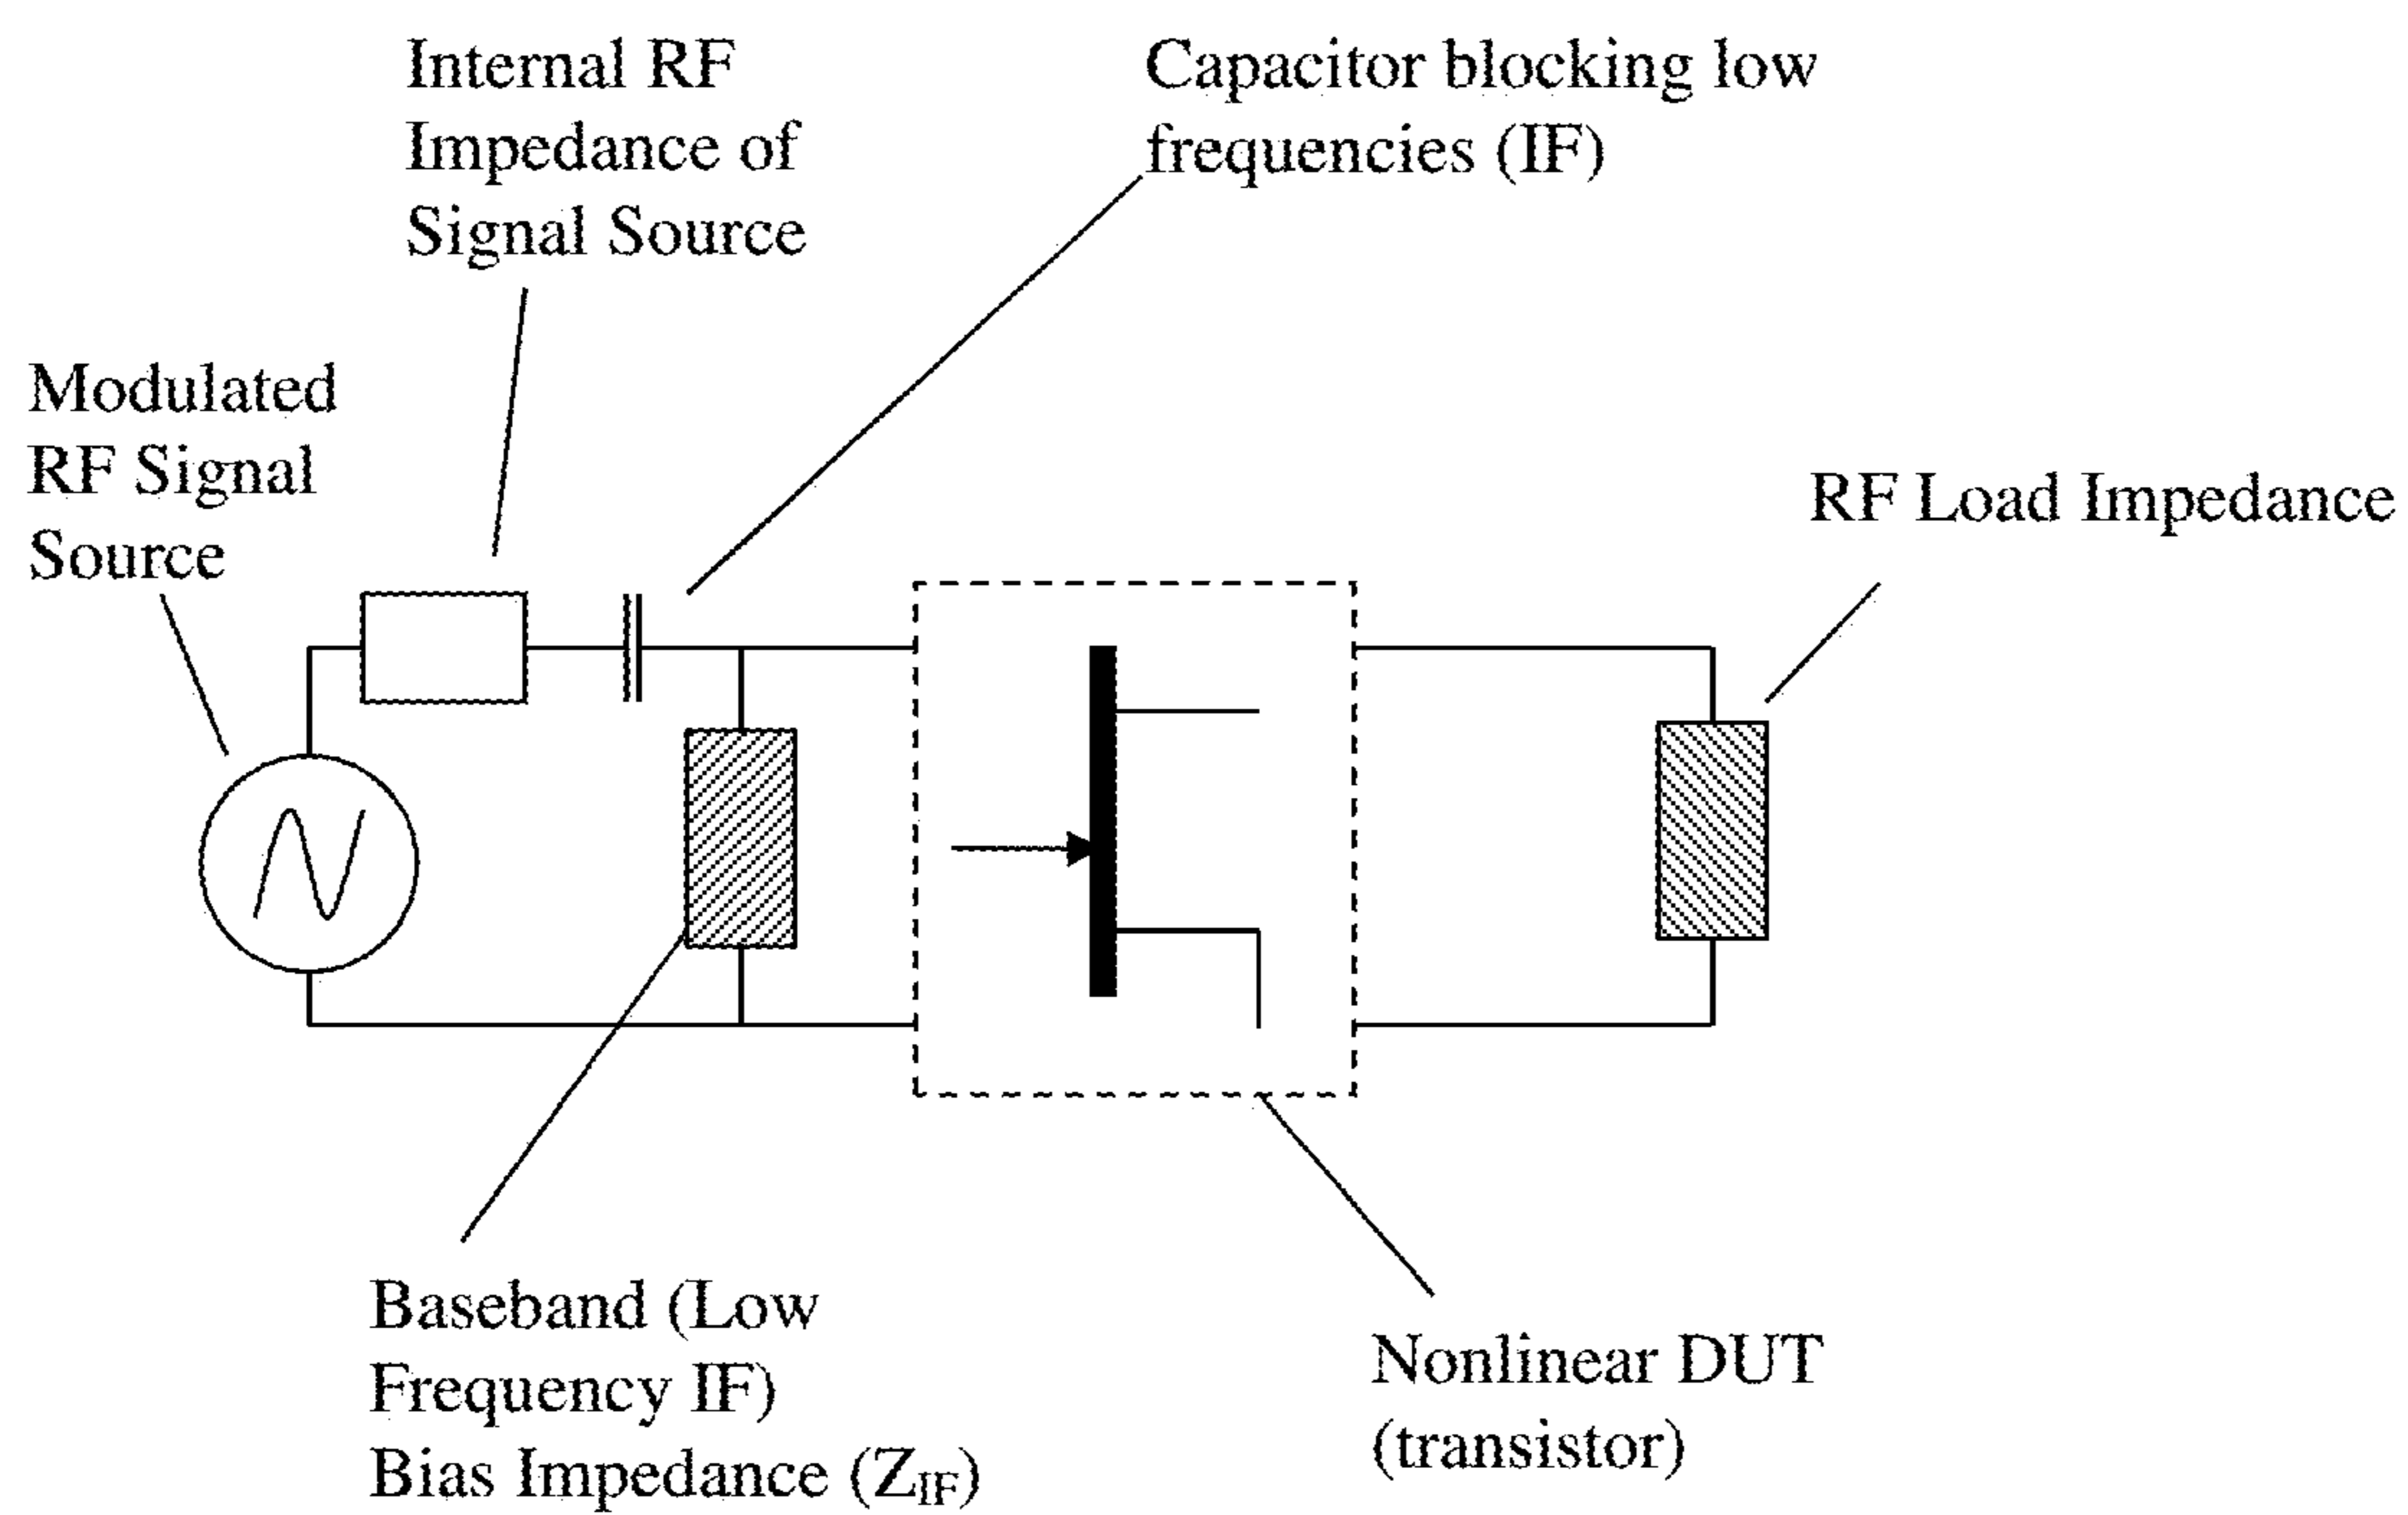 Internal RF
Impedance of
Signal Source
Capacitor blocking low
frequencies (IF)
Modulated
RF Signal
Source
RF Load Impedance
Baseband (Low
Frequency IF)
Bias Impedance (ZIF)
Nonlinear DUT
(transistor)